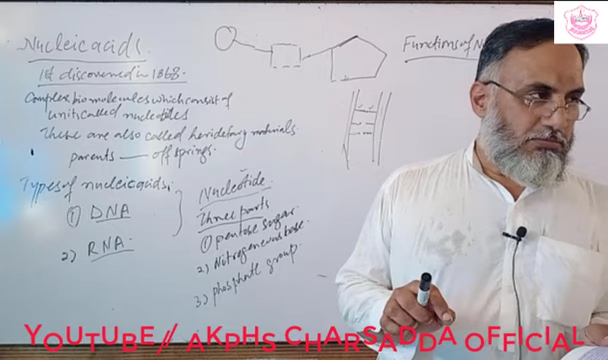 Nucleic acids
1st discovered in 1868.
Complex biomolecules which consist of
units called nucleotides
These are also called heridetary materials.
parents — offsprings.
Types of nucleic acids.
① DNA
2) RNA.
Nucleotide.
Three parts
① pentose sugar.
2) Nitrogenous base.
3) phosphate group
Functions of N
YOUTUBE// AKPHS CHARSADDA OFFICIAL